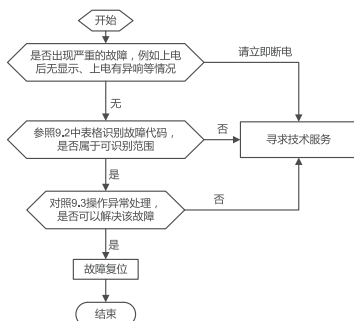 开始
是否出现严重的故障，例如上电
后无显示、上电有异响等情况
请立即断电
无
参照9.2中表格识别故障代码，
是否属于可识别范围
否
寻求技术服务
是
对照9.3操作异常处理，
是否可以解决该故障
否
是
故障复位
结束